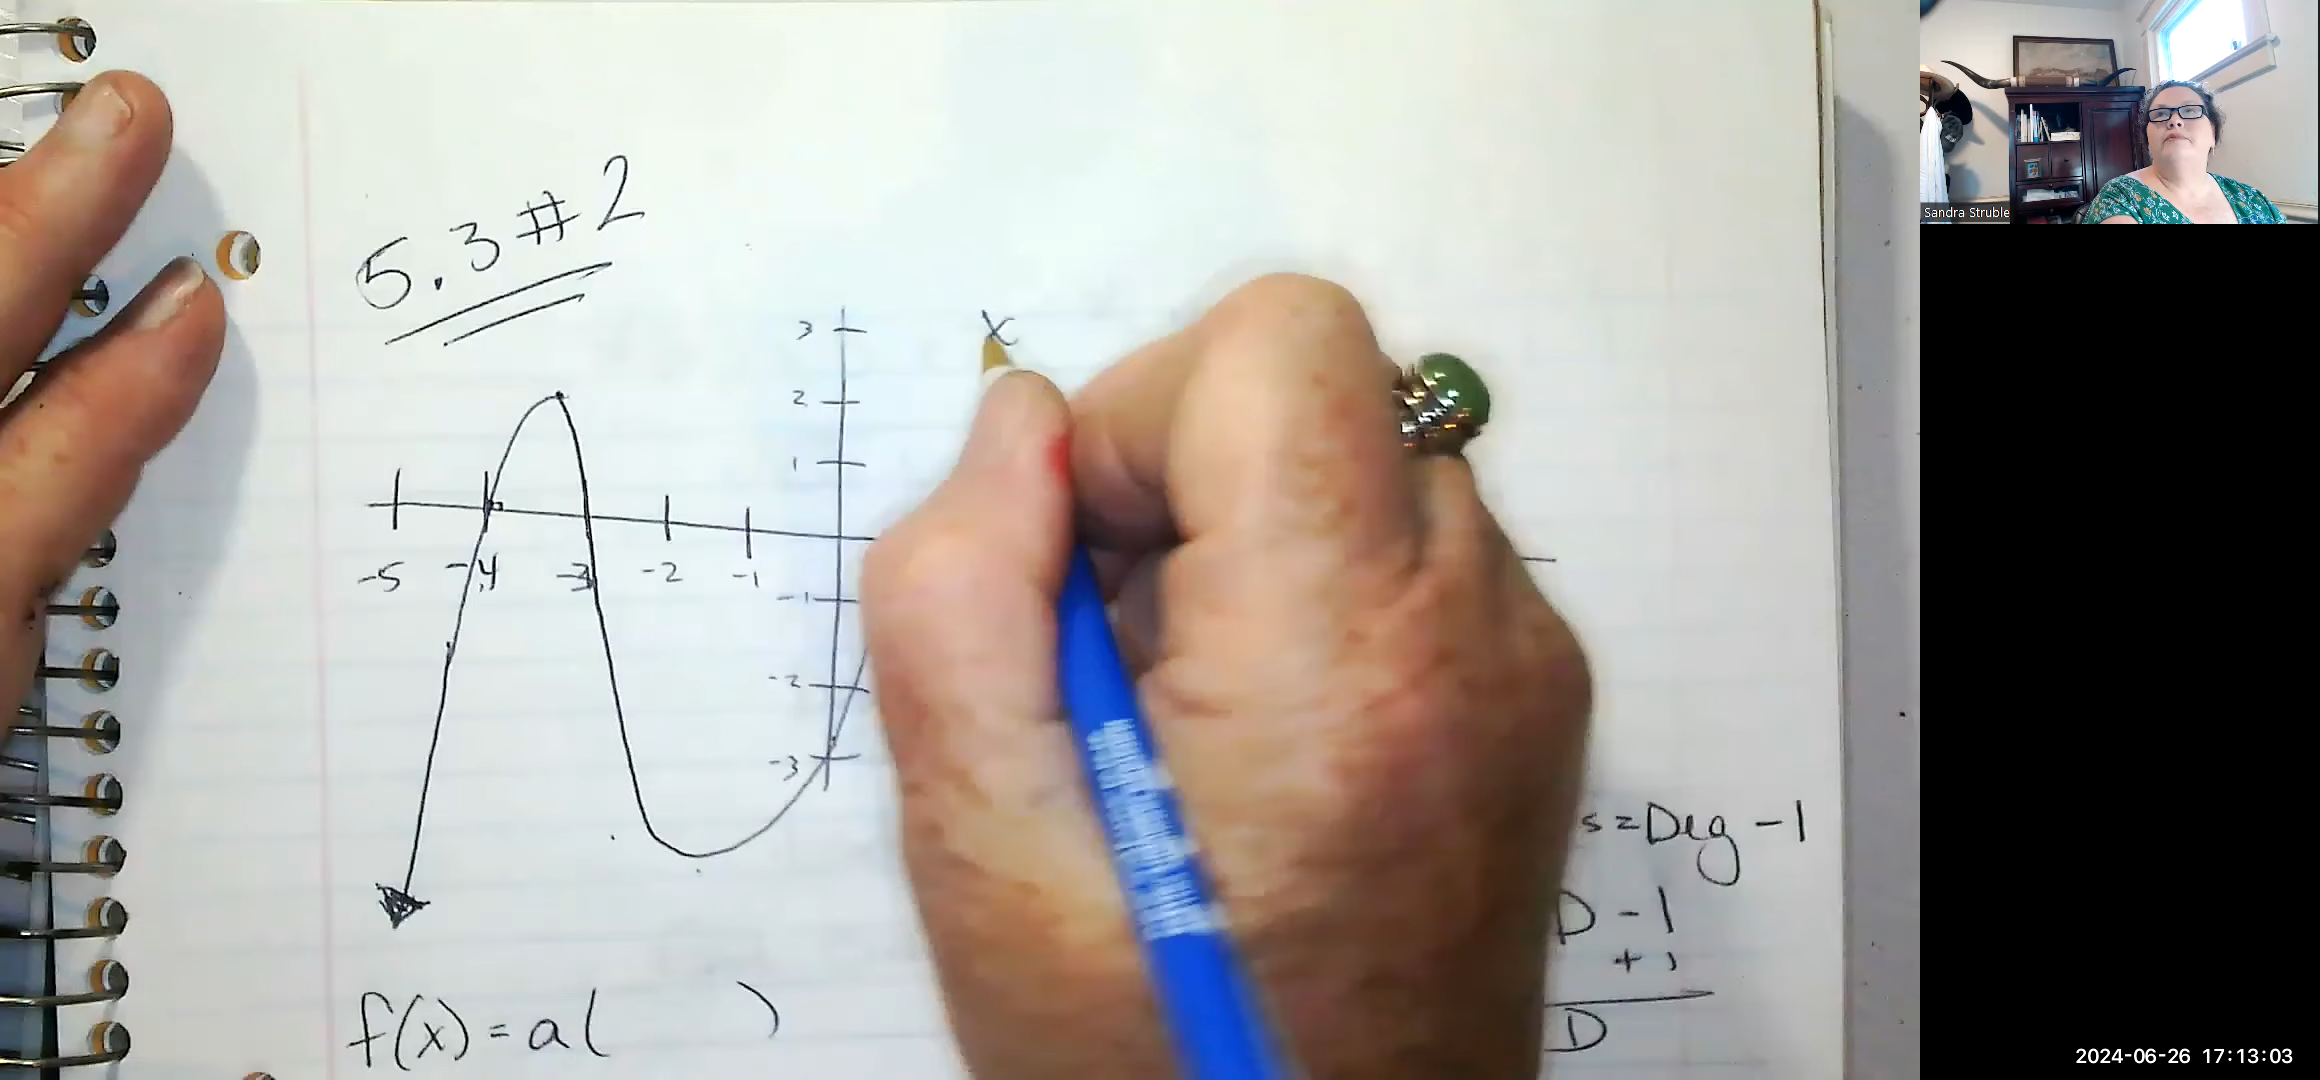 5.3 #2
3
x
2
1
-5 -4 -3 -2 -1
-1
-2
-3
s = Deg - 1
D - 1
+ 1
D
f(x) = a( )
Sandra Struble
2024-06-26 17:13:03